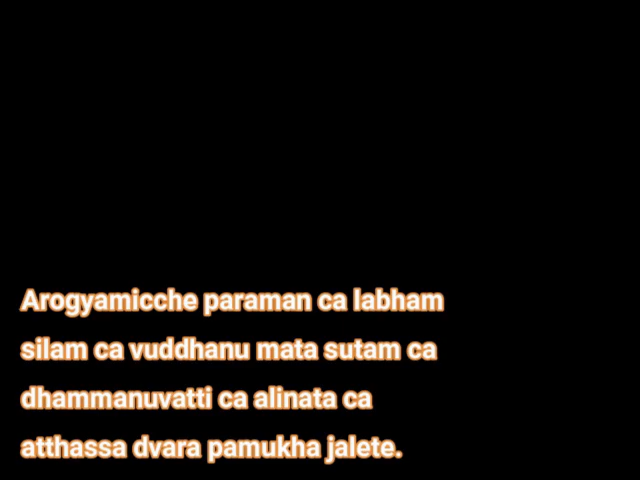 Arogyamicche paraman ca labham
silam ca vuddhanu mata sutam ca
dhammanuvatti ca alinata ca
atthassa dvara pamukha jalete.